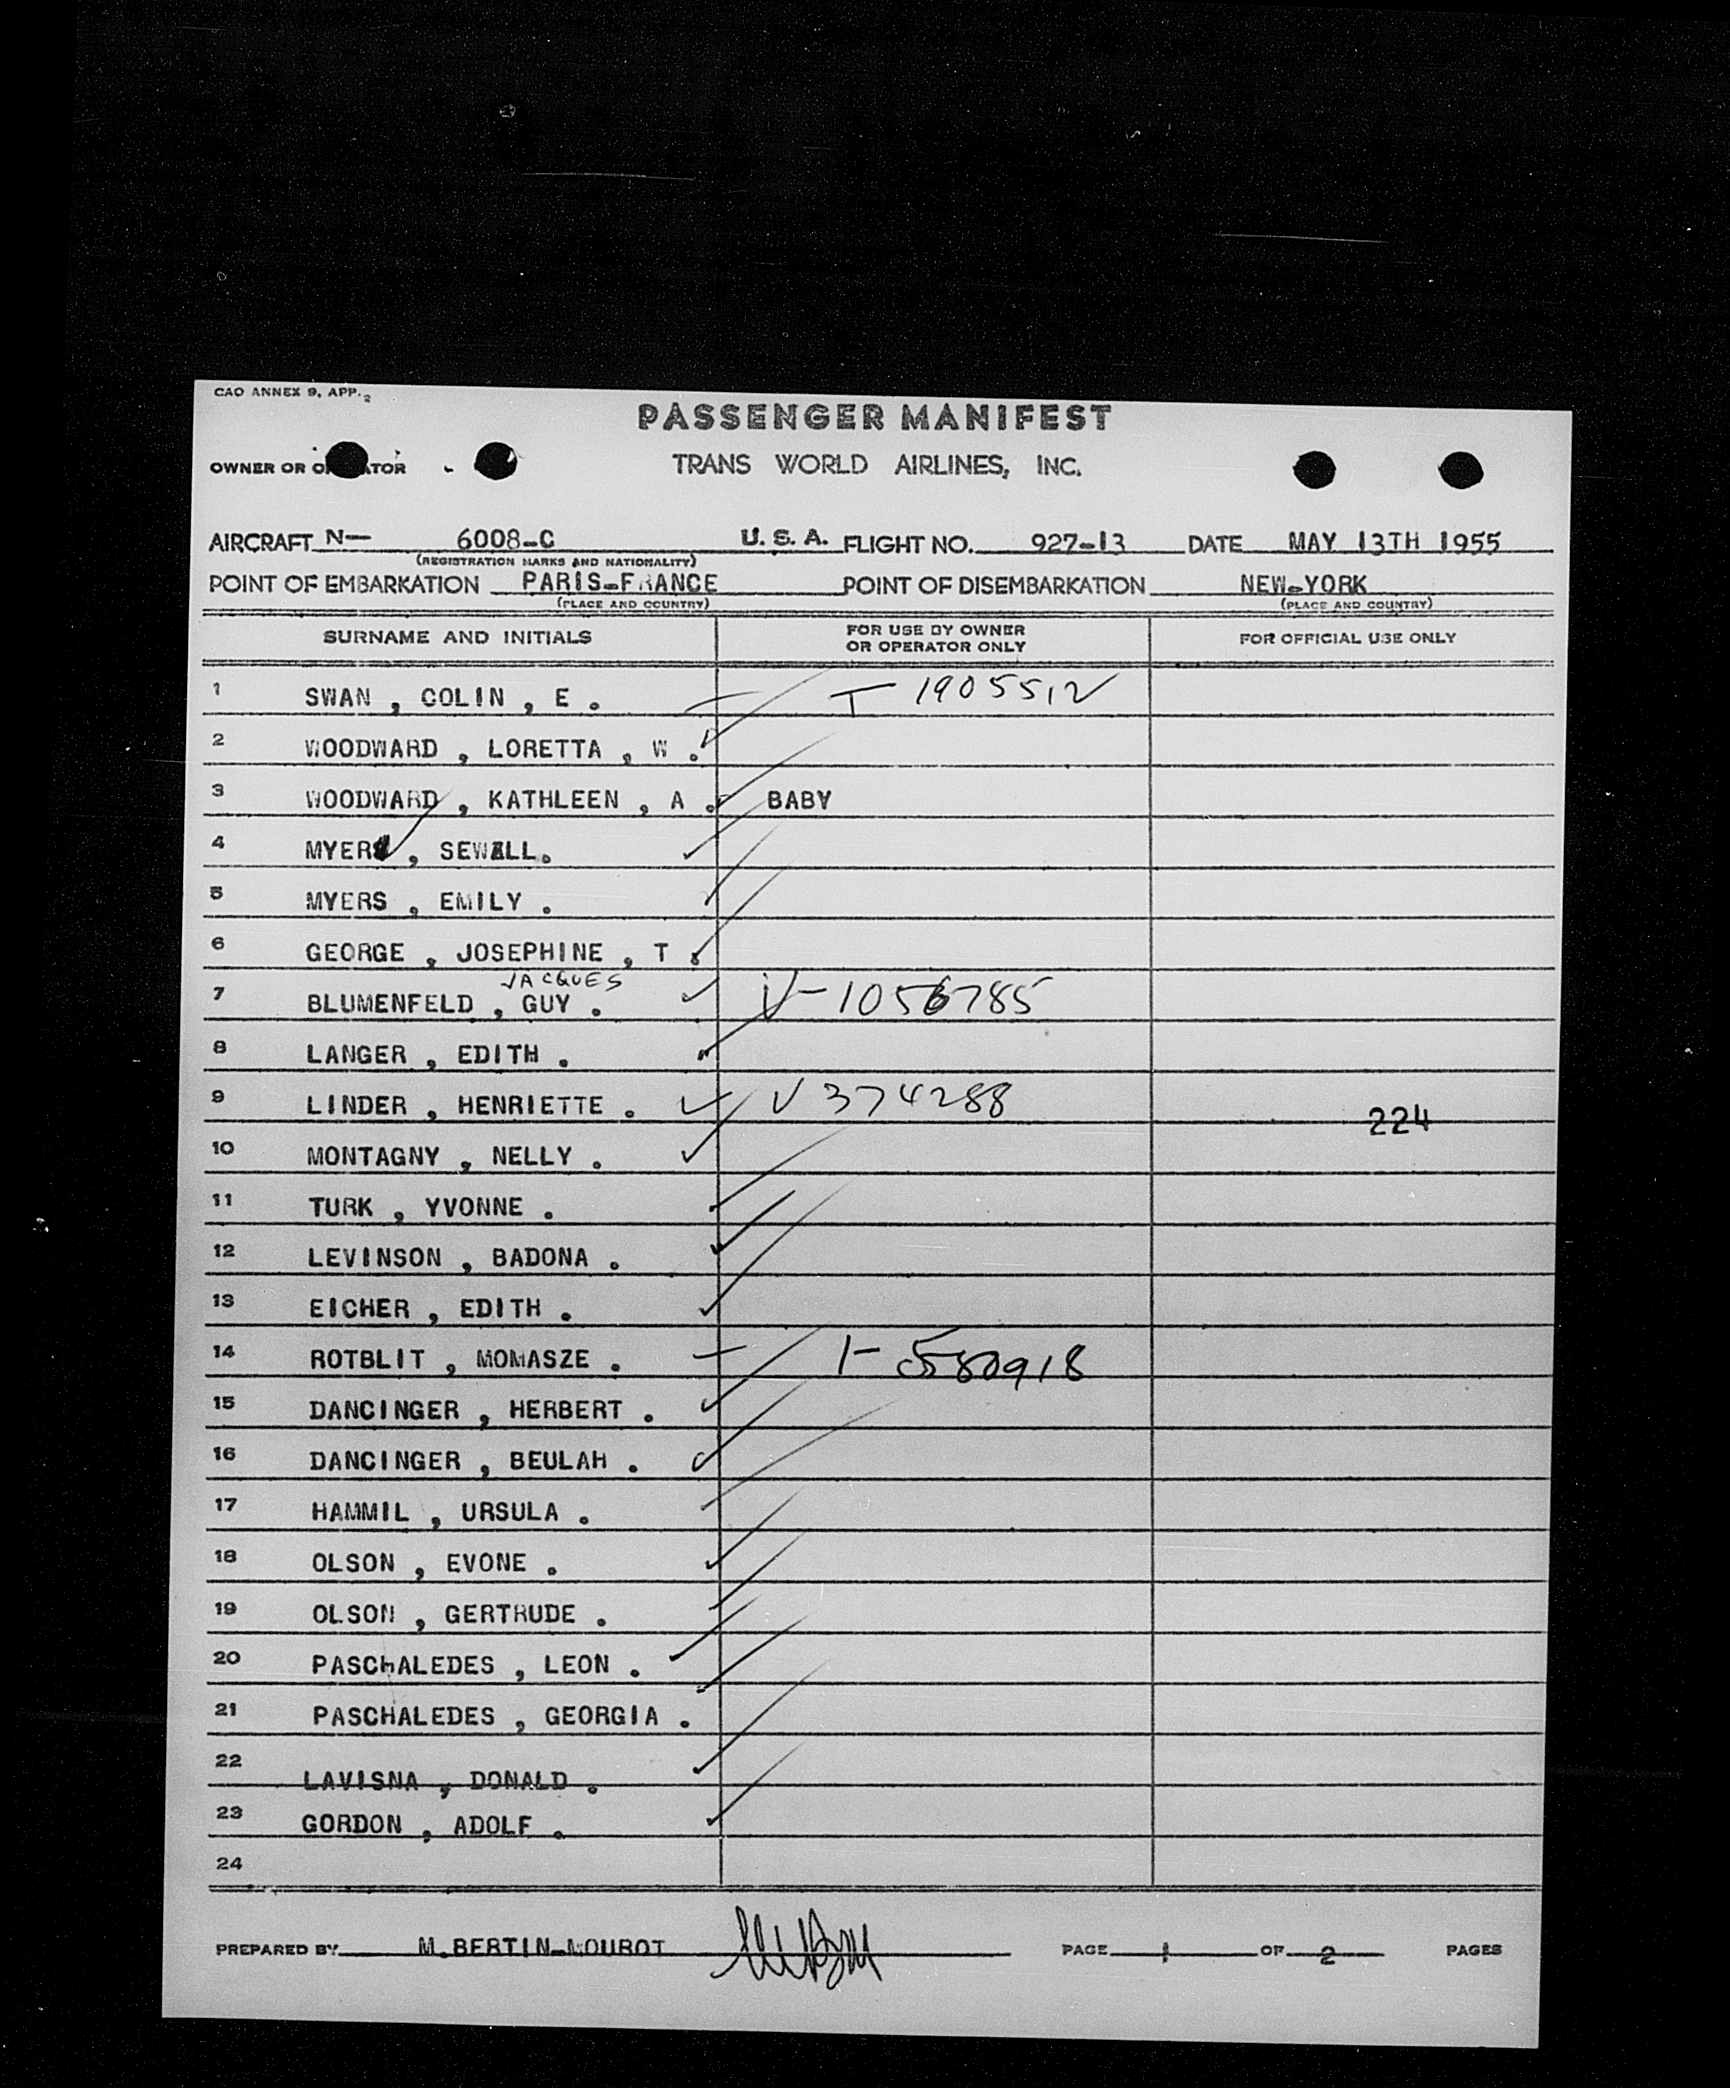 CAO ANNEX 9, APP. 2
PASSENGER MANIFEST
OWNER OR OPERATOR - TRANS WORLD AIRLINES, INC.
AIRCRAFT N— 6008-C U. S. A. FLIGHT NO. 927-13 DATE MAY 13TH 1955
(REGISTRATION MARKS AND NATIONALITY)
POINT OF EMBARKATION PARIS-FRANCE POINT OF DISEMBARKATION NEW-YORK
(PLACE AND COUNTRY) (PLACE AND COUNTRY)
SURNAME AND INITIALS FOR USE BY OWNER OR OPERATOR ONLY FOR OFFICIAL USE ONLY
1 SWAN , COLIN , E . T 1905512
2 WOODWARD , LORETTA , W .
3 WOODWARD , KATHLEEN , A . BABY
4 MYERS , SEWALL.
5 MYERS , EMILY .
6 GEORGE , JOSEPHINE , T .
JACQUES
7 BLUMENFELD , GUY . V-1056785
8 LANGER , EDITH .
9 LINDER , HENRIETTE . V 374288
224
10 MONTAGNY , NELLY .
11 TURK , YVONNE .
12 LEVINSON , BADONA .
13 EICHER , EDITH .
14 ROTBLIT , MOMASZE . 1- 580918
15 DANCINGER , HERBERT .
16 DANCINGER , BEULAH .
17 HAMMIL , URSULA .
18 OLSON , EVONE .
19 OLSON , GERTRUDE .
20 PASCHALEDES , LEON .
21 PASCHALEDES , GEORGIA .
22 LAVISNA , DONALD .
23 GORDON , ADOLF .
24
PREPARED BY M.BERTIN-MOUROT PAGE 1 OF 2 PAGES